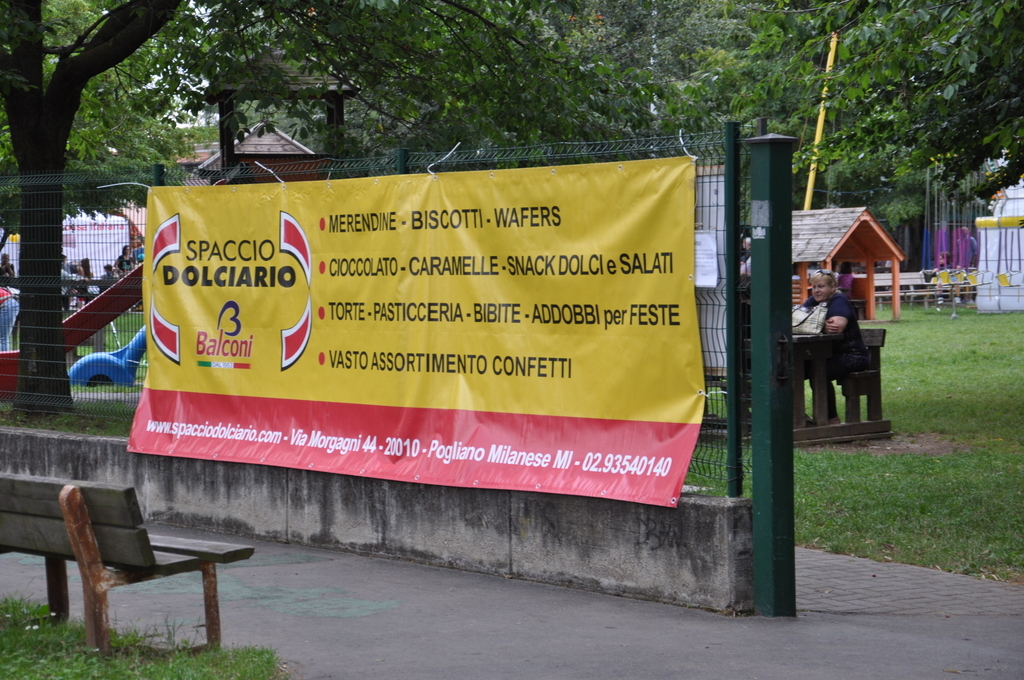 SPACCIO
DOLCIARIO
Balconi
MERENDINE - BISCOTTI - WAFERS
CIOCCOLATO - CARAMELLE - SNACK DOLCI e SALATI
TORTE - PASTICCERIA - BIBITE - ADDOBBI per FESTE
VASTO ASSORTIMENTO CONFETTI
www.spacciodolciario.com - Via Morgagni 44 - 20010 - Pogliano Milanese MI - 02.93540140